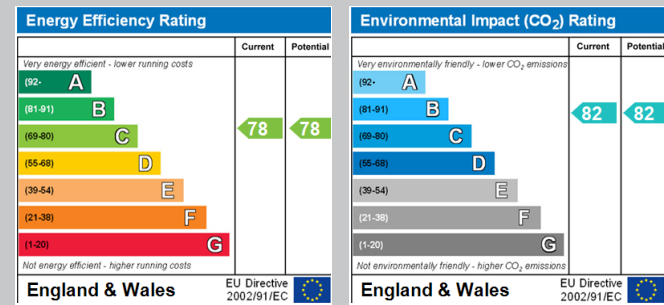 Energy Efficiency Rating
Current Potential
Very energy efficient - lower running costs
(92- A
(81-91) B
(69-80) C
78 78
(55-68) D
(39-54) E
(21-38) F
(1-20) G
Not energy efficient - higher running costs
England & Wales
EU Directive
2002/91/EC
Environmental Impact (CO₂) Rating
Current Potential
Very environmentally friendly - lower CO₂ emissions
(92- A
(81-91) B
82 82
(69-80) C
(55-68) D
(39-54) E
(21-38) F
(1-20) G
Not environmentally friendly - higher CO₂ emissions
England & Wales
EU Directive
2002/91/EC